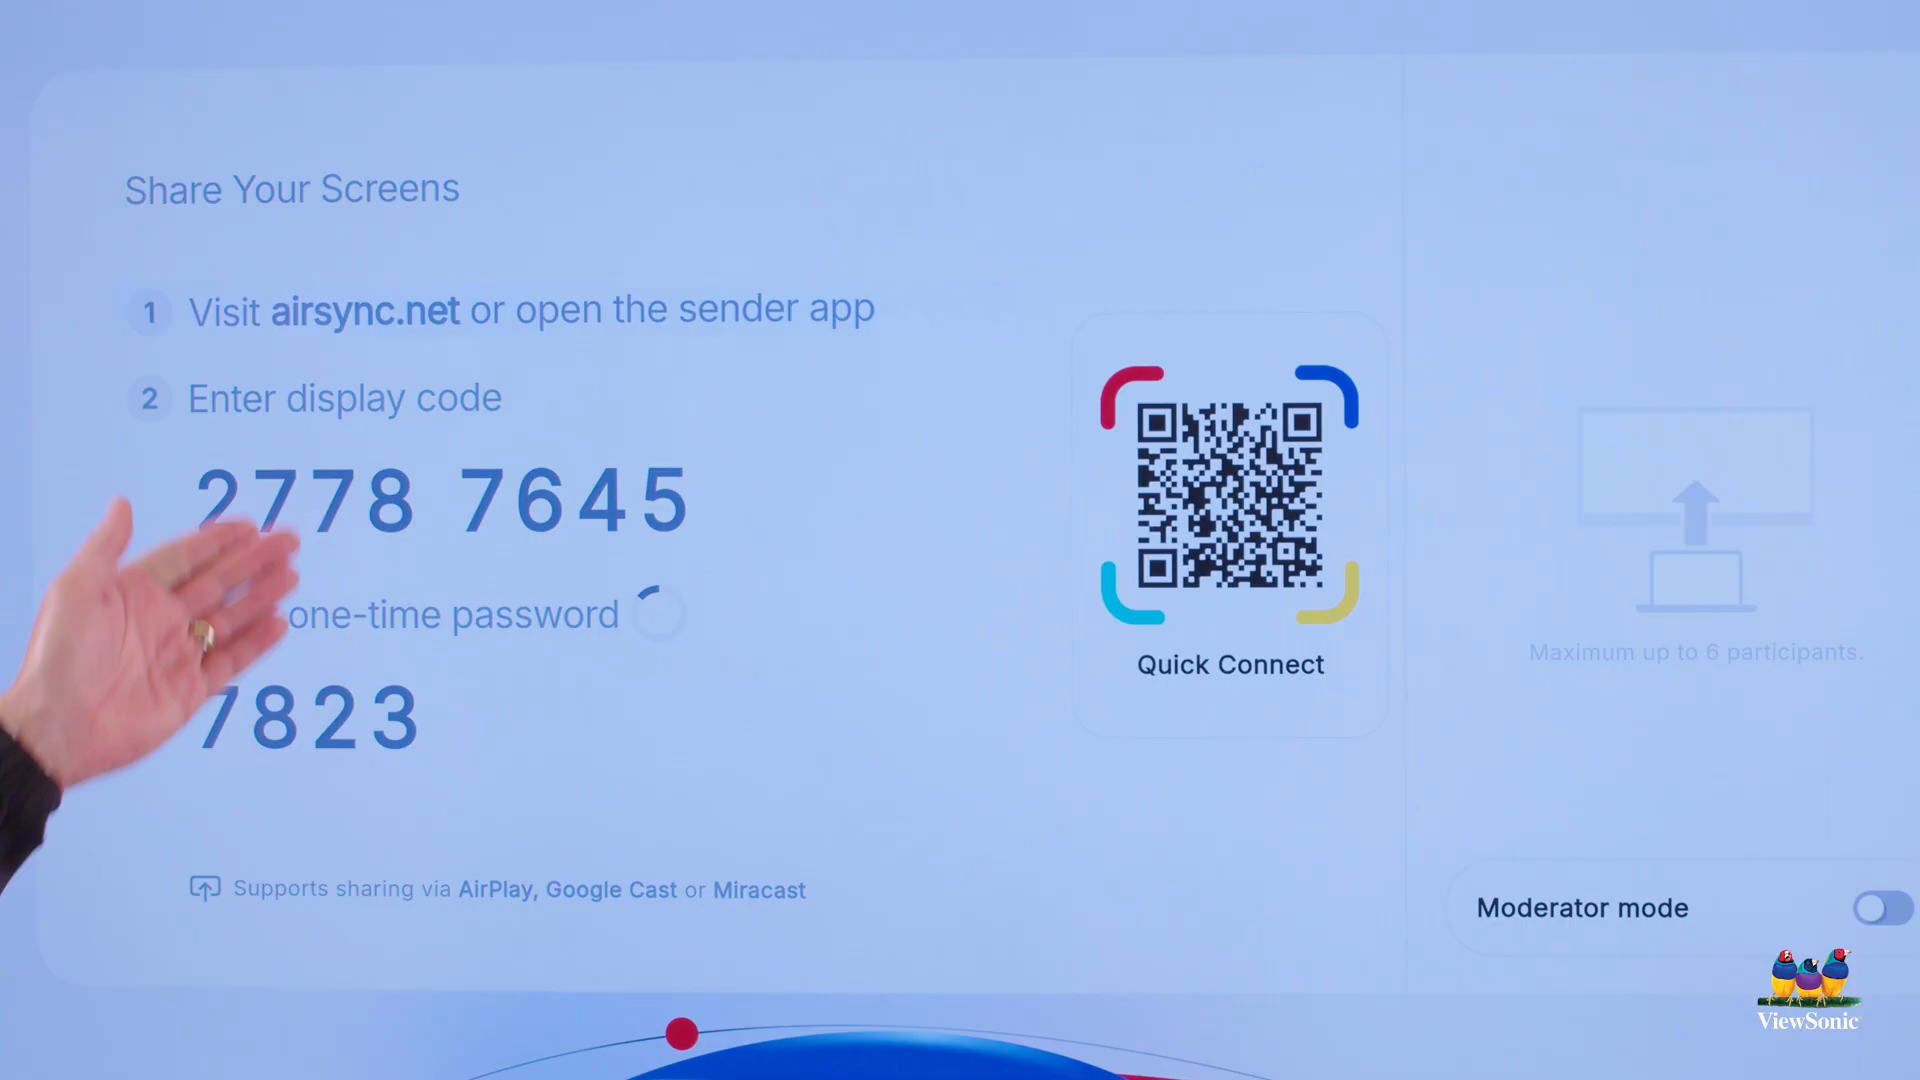 Share Your Screens
1 Visit airsync.net or open the sender app
2 Enter display code
2778 7645
one-time password
7823
Supports sharing via AirPlay, Google Cast or Miracast
Quick Connect
Maximum up to 6 participants.
Moderator mode
ViewSonic